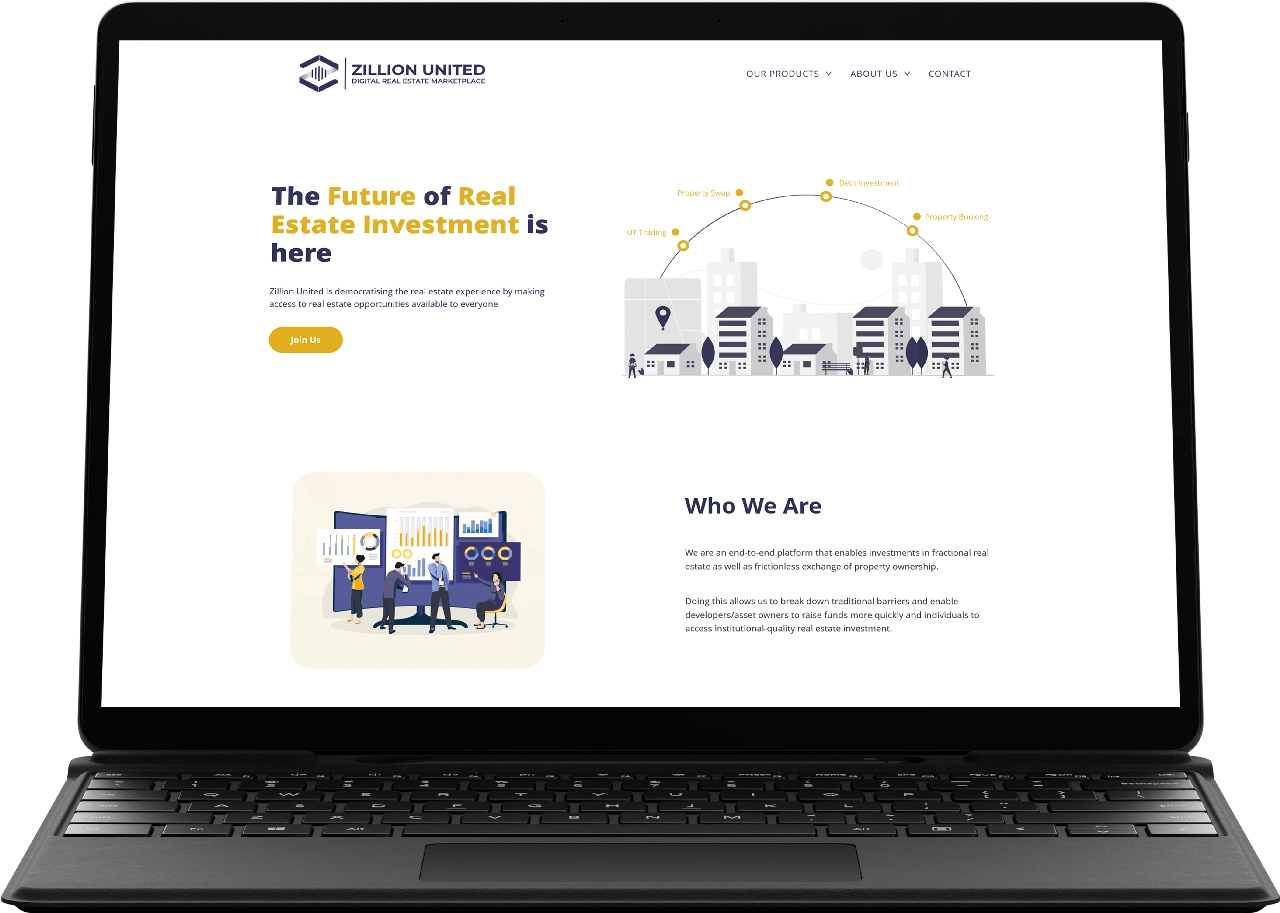 ZILLION UNITED
DIGITAL REAL ESTATE MARKETPLACE
OUR PRODUCTS
ABOUT US
CONTACT
The Future of Real
Estate Investment is
here
Zillion United is democratising the real estate experience by making
access to real estate opportunities available to everyone
Join Us
UT Trading
Property Swap
Debt Investment
Property Booking
Who We Are
We are an end-to-end platform that enables investments in fractional real
estate as well as frictionless exchange of property ownership.
Doing this allows us to break down traditional barriers and enable
developers/asset owners to raise funds more quickly and individuals to
access institutional-quality real estate investment.
Q W E R T Y U I O P
A S D F G H J K L
Z X C V B N M
Fn Alt Alt